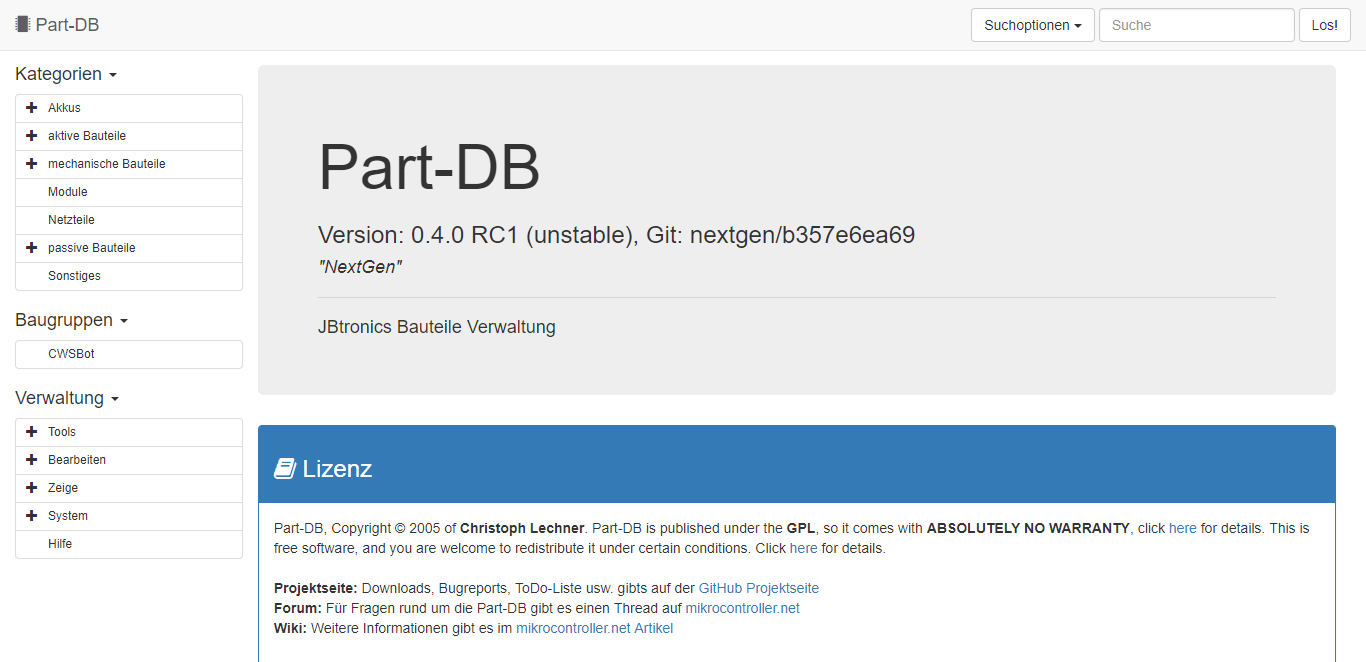 Part-DB
Suchoptionen
Suche
Los!
Kategorien
Akkus
aktive Bauteile
mechanische Bauteile
Module
Netzteile
passive Bauteile
Sonstiges
Baugruppen
CWSBot
Verwaltung
Tools
Bearbeiten
Zeige
System
Hilfe
Part-DB
Version: 0.4.0 RC1 (unstable), Git: nextgen/b357e6ea69
"NextGen"
JBtronics Bauteile Verwaltung
Lizenz
Part-DB, Copyright © 2005 of Christoph Lechner. Part-DB is published under the GPL, so it comes with ABSOLUTELY NO WARRANTY, click here for details. This is
free software, and you are welcome to redistribute it under certain conditions. Click here for details.
Projektseite: Downloads, Bugreports, ToDo-Liste usw. gibts auf der GitHub Projektseite
Forum: Für Fragen rund um die Part-DB gibt es einen Thread auf mikrocontroller.net
Wiki: Weitere Informationen gibt es im mikrocontroller.net Artikel